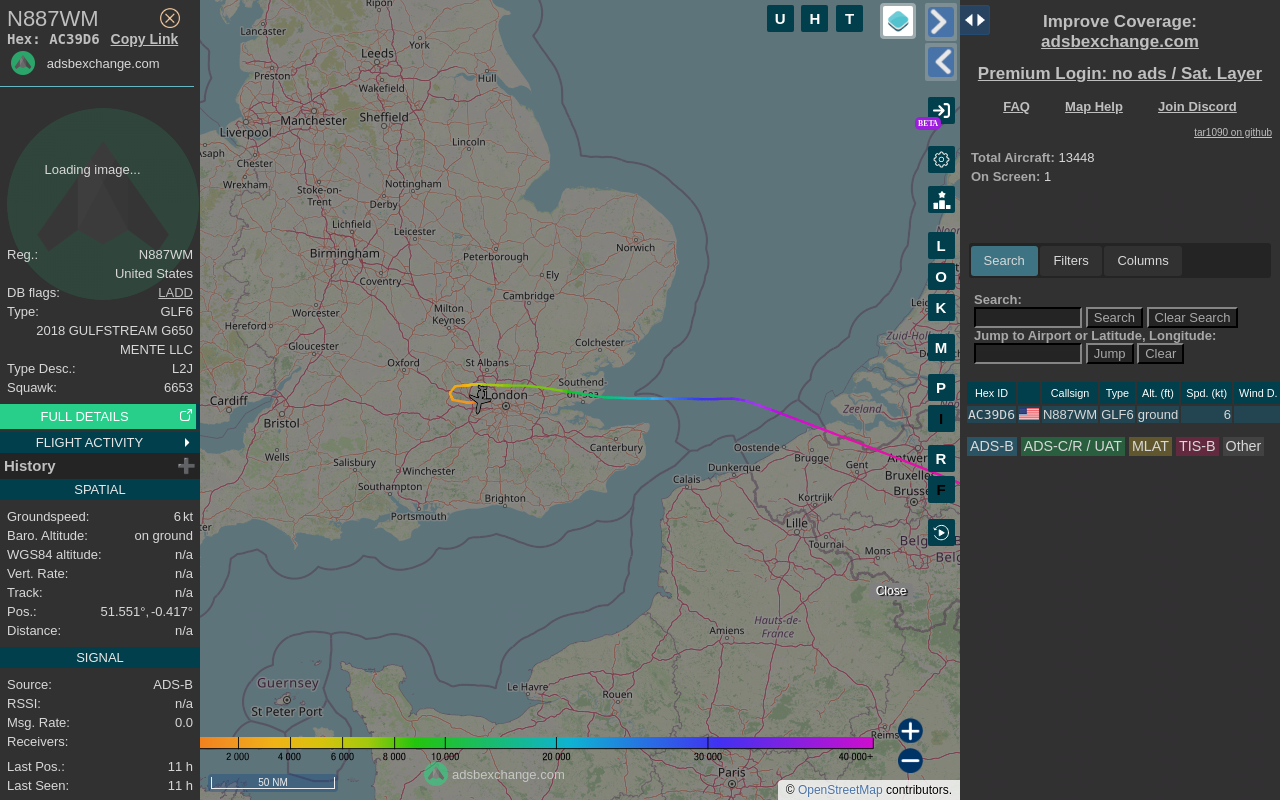 N887WM
Hex: AC39D6 Copy Link
adsbexchange.com
Loading image...
Reg.: N887WM
United States
DB flags: LADD
Type: GLF6
2018 GULFSTREAM G650
MENTE LLC
Type Desc.: L2J
Squawk: 6653
FULL DETAILS
FLIGHT ACTIVITY
History
SPATIAL
Groundspeed: 6 kt
Baro. Altitude: on ground
WGS84 altitude: n/a
Vert. Rate: n/a
Track: n/a
Pos.: 51.551°, -0.417°
Distance: n/a
SIGNAL
Source: ADS-B
RSSI: n/a
Msg. Rate: 0.0
Receivers:
Last Pos.: 11 h
Last Seen: 11 h
U H T
BETA
L
O
K
M
P
I
R
F
Ripon
Lancaster
York
Leeds
Preston
Hull
Wakefield
Manchester
Sheffield
Liverpool
Lincoln
Chester
Wrexham
Stoke-on-
Trent
Nottingham
Derby
Lichfield
Leicester
Norwich
Birmingham
Peterborough
Ely
Coventry
Cambridge
Worcester
Milton
Keynes
Hereford
Colchester
Gloucester
Oxford
St Albans
Southend-
on-Sea
London
Cardiff
Bristol
Zeeland
Canterbury
Oostende
Brugge
Wells
Salisbury
Winchester
Dunkerque
Gent
Southampton
Calais
Brighton
Kortrijk
Portsmouth
Lille
Tournai
Mons
Close
Hauts-de-
France
Amiens
Guernsey
St Peter Port
Le Havre
Rouen
Reims
Paris
2 000 4 000 6 000 8 000 10 000 20 000 30 000 40 000+
adsbexchange.com
50 NM
© OpenStreetMap contributors.
Improve Coverage:
adsbexchange.com
Premium Login: no ads / Sat. Layer
FAQ Map Help Join Discord
tar1090 on github
Total Aircraft: 13448
On Screen: 1
Search Filters Columns
Search:
Search Clear Search
Jump to Airport or Latitude, Longitude:
Jump Clear
Hex ID Callsign Type Alt. (ft) Spd. (kt) Wind D.
AC39D6 N887WM GLF6 ground 6
ADS-B ADS-C/R / UAT MLAT TIS-B Other